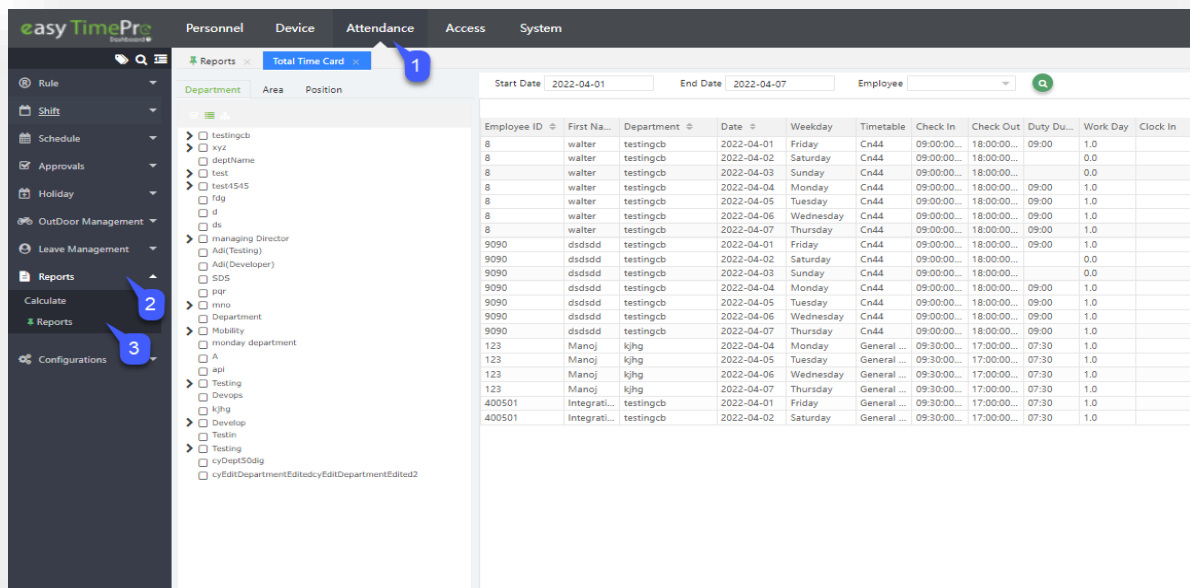 easy TimePro
Dashboard
Personnel Device Attendance Access System
1
Reports × Total Time Card ×
Rule
Shift
Schedule
Approvals
Holiday
OutDoor Management
Leave Management
Reports
2
Calculate
Reports
3
Configurations
Department Area Position
testingcb
xyz
deptName
test
test4545
fdg
d
ds
managing Director
Adi(Testing)
Adi(Developer)
SDS
pqr
mno
Department
Mobility
monday department
A
api
Testing
Devops
kjhg
Develop
Testin
Testing
cyDept50dig
cyEditDepartmentEditedcyEditDepartmentEdited2
Start Date 2022-04-01 End Date 2022-04-07 Employee
Employee ID First Na... Department Date Weekday Timetable Check In Check Out Duty Du... Work Day Clock In
8 walter testingcb 2022-04-01 Friday Cn44 09:00:00... 18:00:00... 09:00 1.0
8 walter testingcb 2022-04-02 Saturday Cn44 09:00:00... 18:00:00... 0.0
8 walter testingcb 2022-04-03 Sunday Cn44 09:00:00... 18:00:00... 0.0
8 walter testingcb 2022-04-04 Monday Cn44 09:00:00... 18:00:00... 09:00 1.0
8 walter testingcb 2022-04-05 Tuesday Cn44 09:00:00... 18:00:00... 09:00 1.0
8 walter testingcb 2022-04-06 Wednesday Cn44 09:00:00... 18:00:00... 09:00 1.0
8 walter testingcb 2022-04-07 Thursday Cn44 09:00:00... 18:00:00... 09:00 1.0
9090 dsdsdd testingcb 2022-04-01 Friday Cn44 09:00:00... 18:00:00... 09:00 1.0
9090 dsdsdd testingcb 2022-04-02 Saturday Cn44 09:00:00... 18:00:00... 0.0
9090 dsdsdd testingcb 2022-04-03 Sunday Cn44 09:00:00... 18:00:00... 0.0
9090 dsdsdd testingcb 2022-04-04 Monday Cn44 09:00:00... 18:00:00... 09:00 1.0
9090 dsdsdd testingcb 2022-04-05 Tuesday Cn44 09:00:00... 18:00:00... 09:00 1.0
9090 dsdsdd testingcb 2022-04-06 Wednesday Cn44 09:00:00... 18:00:00... 09:00 1.0
9090 dsdsdd testingcb 2022-04-07 Thursday Cn44 09:00:00... 18:00:00... 09:00 1.0
123 Manoj kjhg 2022-04-04 Monday General ... 09:30:00... 17:00:00... 07:30 1.0
123 Manoj kjhg 2022-04-05 Tuesday General ... 09:30:00... 17:00:00... 07:30 1.0
123 Manoj kjhg 2022-04-06 Wednesday General ... 09:30:00... 17:00:00... 07:30 1.0
123 Manoj kjhg 2022-04-07 Thursday General ... 09:30:00... 17:00:00... 07:30 1.0
400501 Integrati... testingcb 2022-04-01 Friday General ... 09:30:00... 17:00:00... 07:30 1.0
400501 Integrati... testingcb 2022-04-02 Saturday General ... 09:30:00... 17:00:00... 07:30 1.0